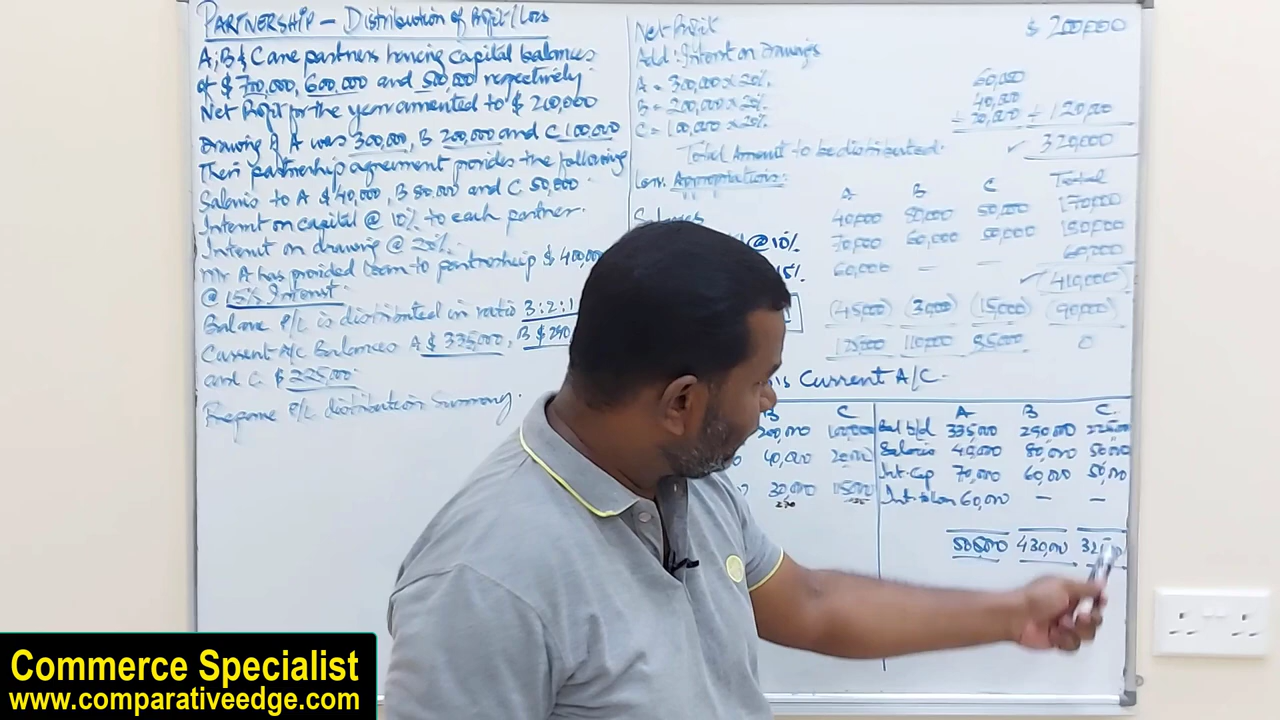 PARTNERSHIP – Distribution of Profit/Loss
A, B & C are partners having capital balances
of $ 700,000, 600,000 and 500,000 respectively.
Net Profit for the year amounted to $ 200,000
Drawing of A was 300,000, B 200,000 and C 100,000
Their partnership agreement provides the following
Salaries to A $ 40,000, B 80,000 and C 50,000
Interest on capital @ 10% to each partner.
Interest on drawing @ 20%.
Mr A has provided loan to partnership $ 400,000
@ 15% Interest.
Balance P/L is distributed in ratio 3:2:1
Current A/C Balances A $ 335,000, B $ 290
and C $ 225,000.
Prepare P/L distribution Summary.
Net Profit $ 200,000
Add: Interest on Drawings
A = 300,000 x 20% 60,000
B = 200,000 x 20% 40,000
C = 100,000 x 20% + 20,000 + 120,000
Total Amount to be distributed. ✓ 320,000
Less. Appropriations:
A B C Total
Salaries 40,000 80,000 50,000 170,000
@ 10% 70,000 60,000 50,000 180,000
15% 60,000 — — 60,000
✓ (410,000)
(45,000) (30,000) (15,000) (90,000)
125,000 110,000 85,000 0
Current A/C.
B C A B C
200,000 100,000 Bal b/d 335,000 290,000 225,000
40,000 20,000 Salaries 40,000 80,000 50,000
30,000 15,000 Int. Cap 70,000 60,000 50,000
Int. to loan 60,000 — —
505,000 430,000
Commerce Specialist
www.comparativeedge.com